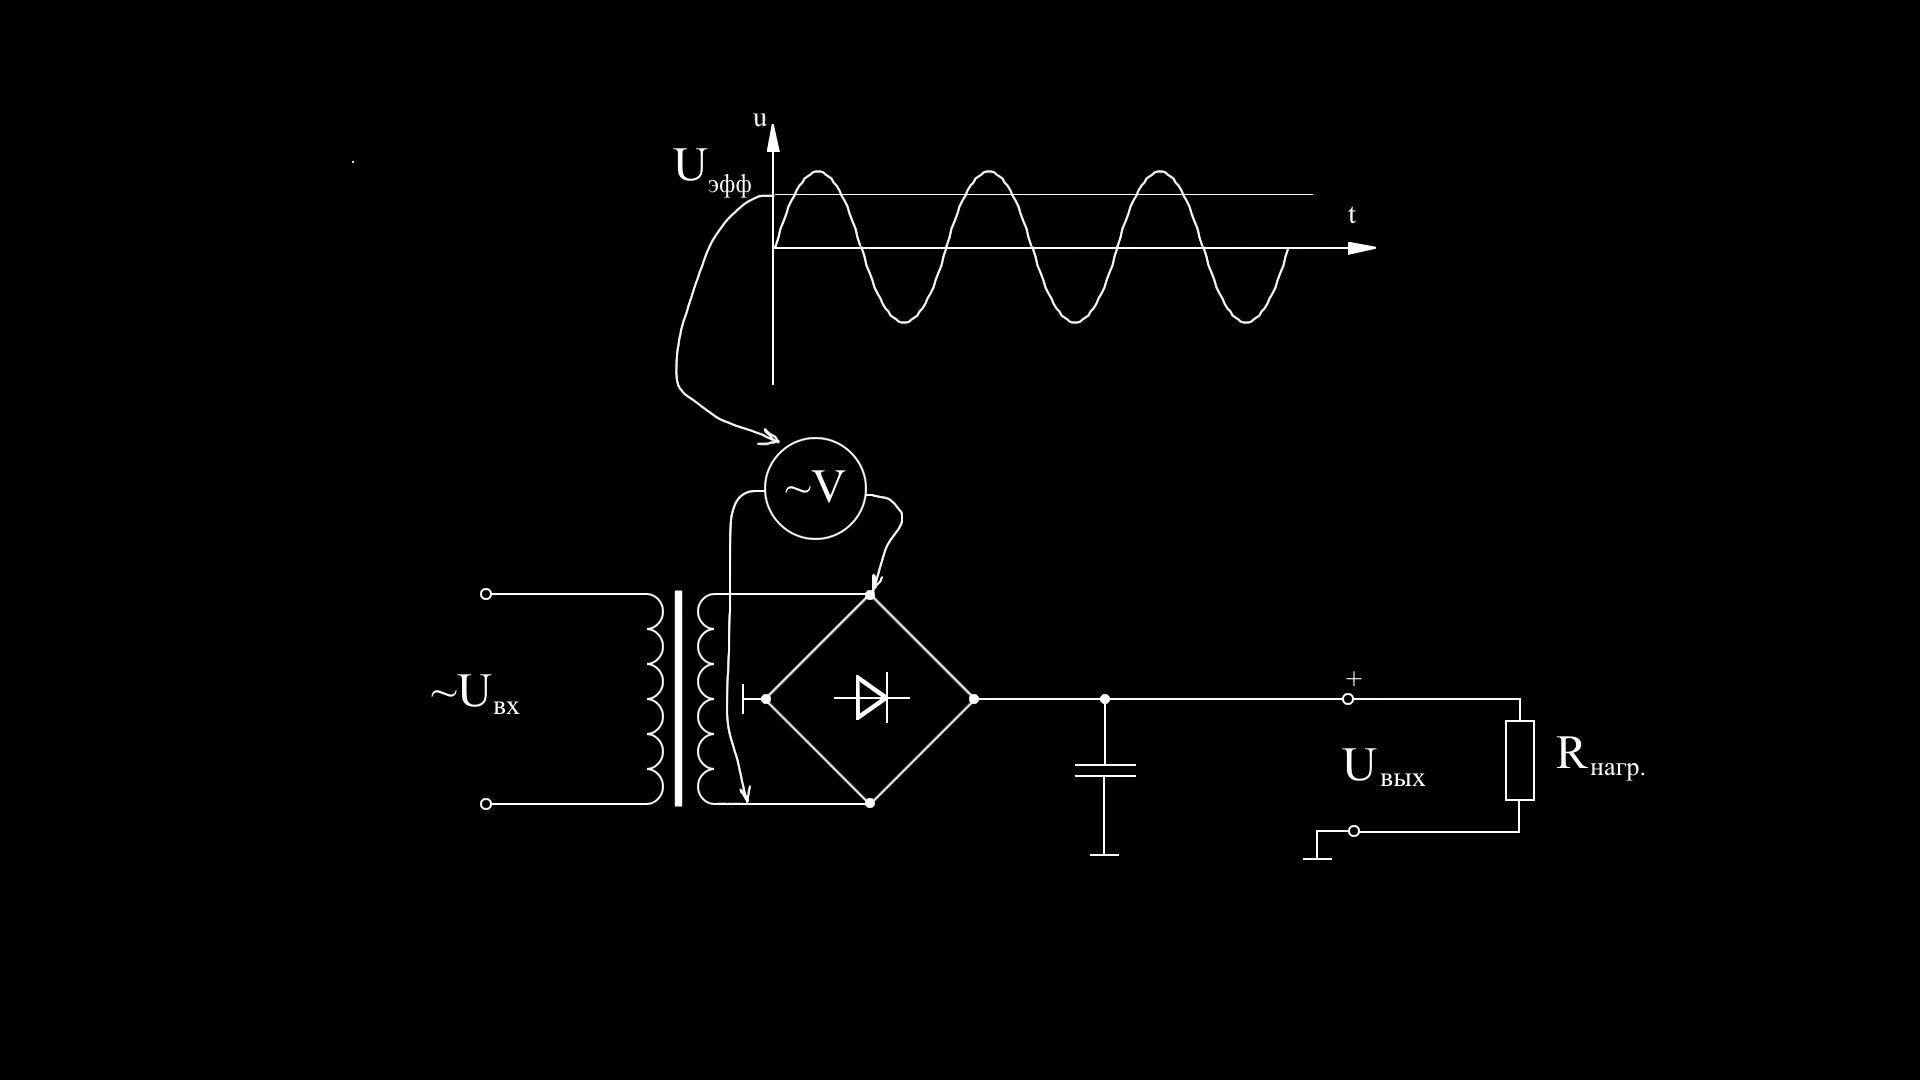 u
Uэфф
t
~V
~Uвх
+
Uвых
Rнагр.